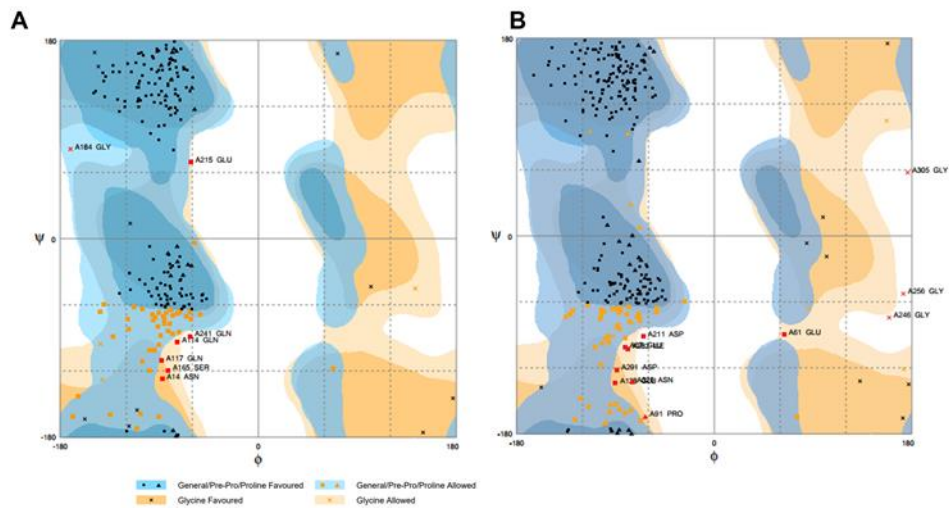 A
B
180
180
A184 GLY
A215 GLU
A305 GLY
ψ
0
ψ
0
A256 GLY
A246 GLY
A241 GLN
A114 GLN
A211 ASP
A61 GLU
A117 GLN
A165 SER
A291 ASP
A14 ASN
ASN
A91 PRO
-180
-180
-180
0
180
-180
0
180
ϕ
ϕ
General/Pre-Pro/Proline Favoured
General/Pre-Pro/Proline Allowed
Glycine Favoured
Glycine Allowed